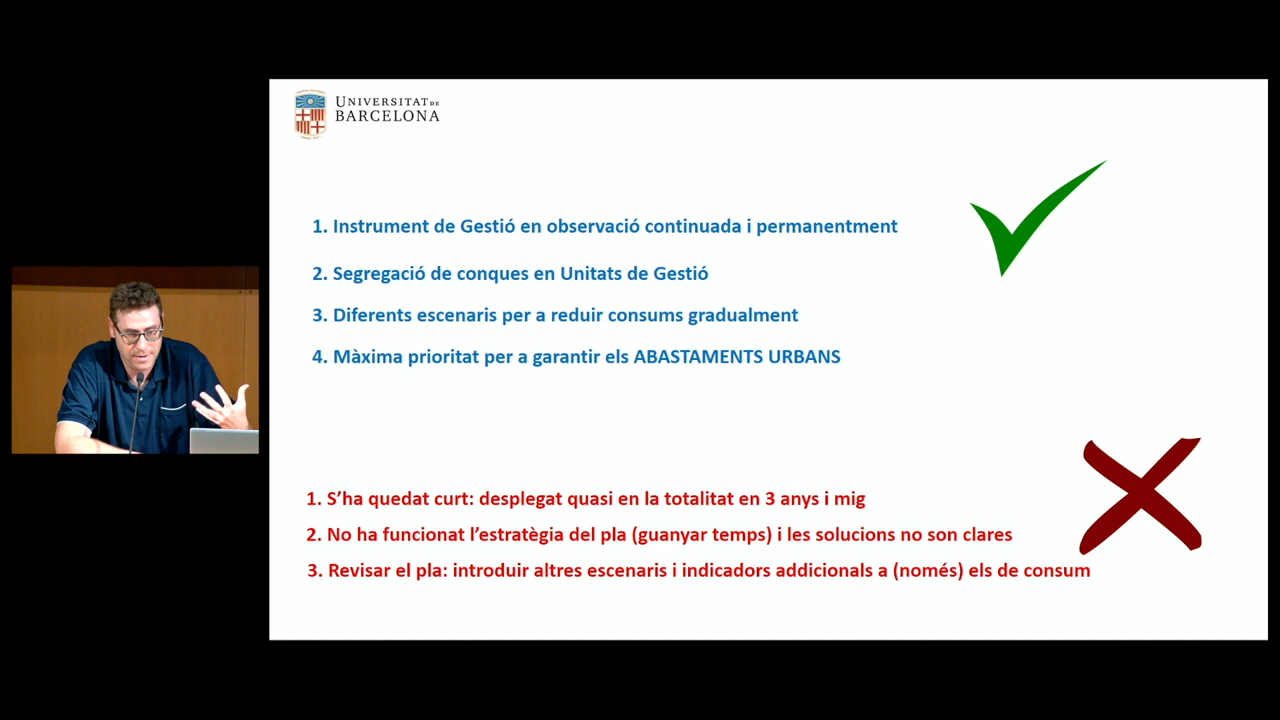 UNIVERSITAT DE
BARCELONA
1. Instrument de Gestió en observació continuada i permanentment
2. Segregació de conques en Unitats de Gestió
3. Diferents escenaris per a reduir consums gradualment
4. Màxima prioritat per a garantir els ABASTAMENTS URBANS
1. S’ha quedat curt: desplegat quasi en la totalitat en 3 anys i mig
2. No ha funcionat l’estratègia del pla (guanyar temps) i les solucions no son clares
3. Revisar el pla: introduir altres escenaris i indicadors addicionals a (només) els de consum